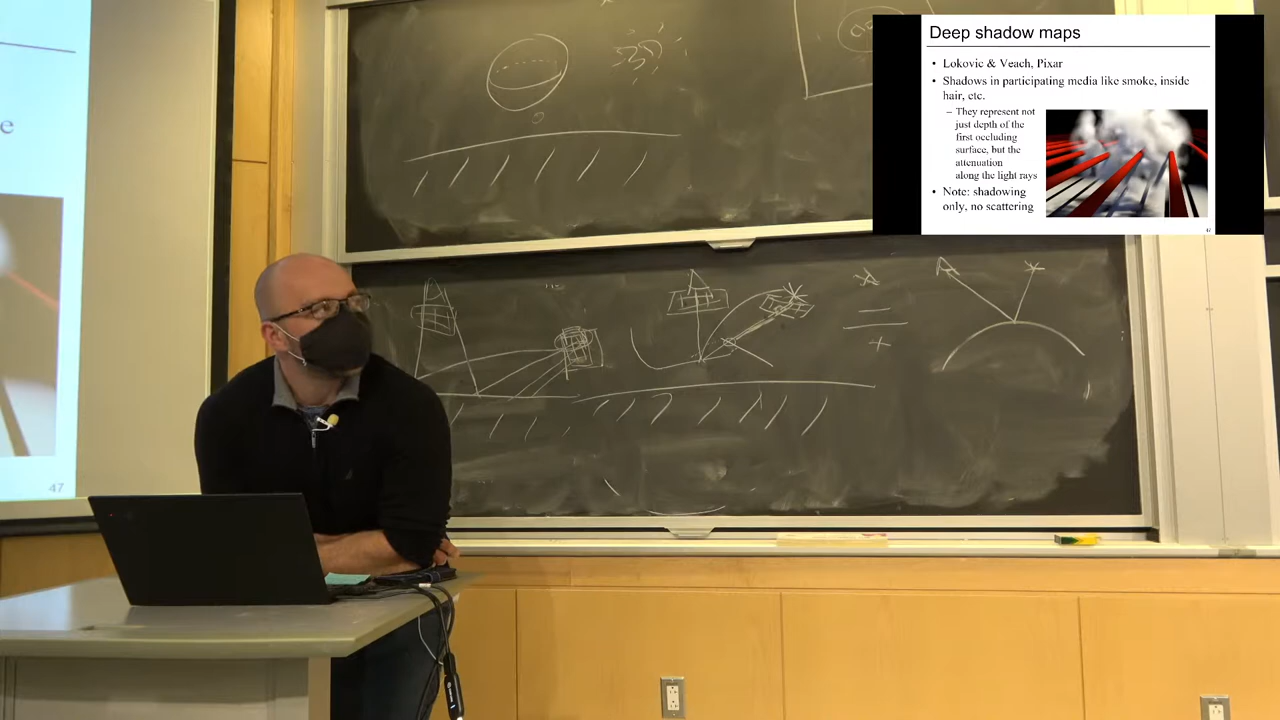 e
47
Deep shadow maps
• Lokovic & Veach, Pixar
• Shadows in participating media like smoke, inside
hair, etc.
– They represent not
just depth of the
first occluding
surface, but the
attenuation
along the light rays
• Note: shadowing
only, no scattering